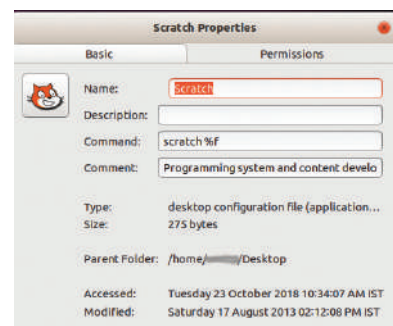 Scratch Properties
Basic Permissions
Name: Scratch
Description:
Command: scratch %f
Comment: Programming system and content develo
Type: desktop configuration file (application...
Size: 275 bytes
Parent Folder: /home/ /Desktop
Accessed: Tuesday 23 October 2018 10:34:07 AM IST
Modified: Saturday 17 August 2013 02:12:08 PM IST